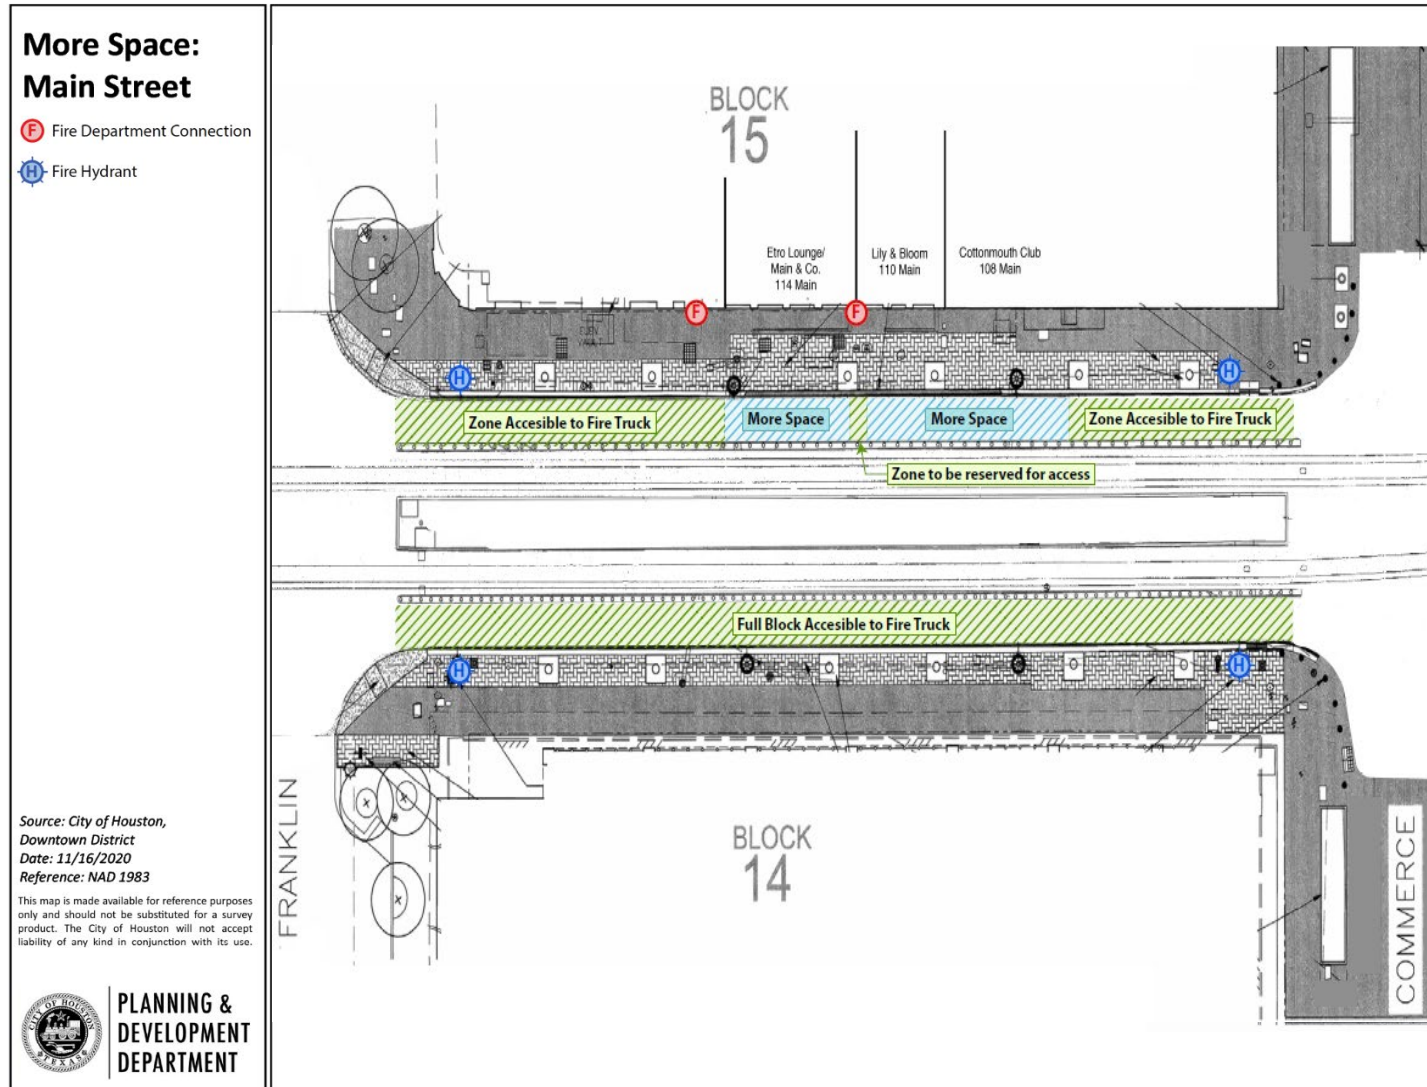 More Space:
Main Street
F Fire Department Connection
H Fire Hydrant
BLOCK
15
Etro Lounge/
Main & Co.
114 Main
Lily & Bloom
110 Main
Cottonmouth Club
108 Main
F
F
H
H
Zone Accesible to Fire Truck
More Space
More Space
Zone Accesible to Fire Truck
Zone to be reserved for access
Full Block Accesible to Fire Truck
H
H
BLOCK
14
FRANKLIN
COMMERCE
Source: City of Houston,
Downtown District
Date: 11/16/2020
Reference: NAD 1983
This map is made available for reference purposes
only and should not be substituted for a survey
product. The City of Houston will not accept
liability of any kind in conjunction with its use.
CITY OF HOUSTON
TEXAS
PLANNING &
DEVELOPMENT
DEPARTMENT